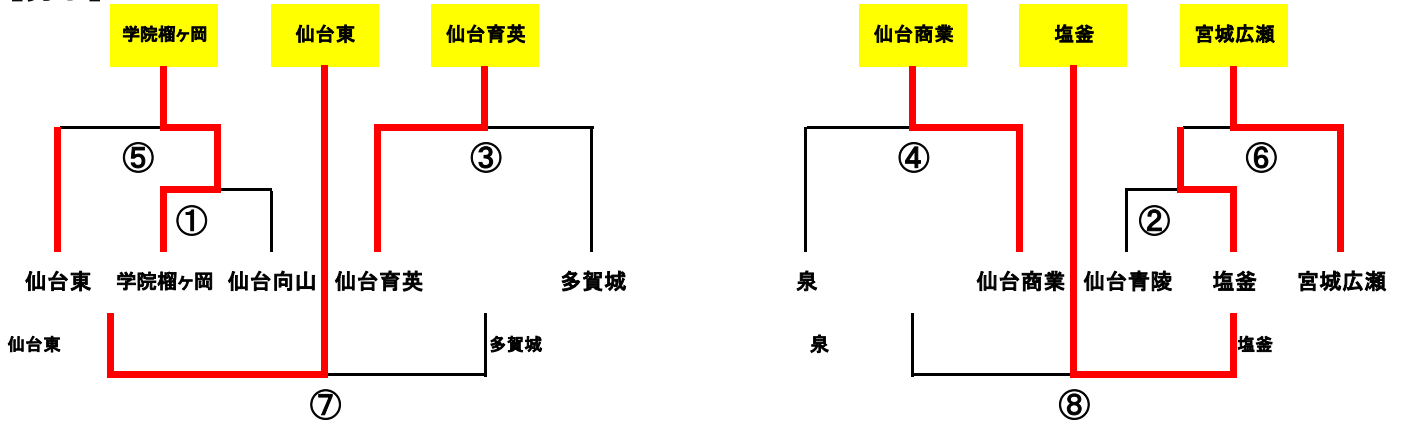 学院榴ヶ岡 仙台東 仙台育英 仙台商業 塩釜 宮城広瀬
⑤ ③ ④ ⑥
① ②
仙台東 学院榴ヶ岡 仙台向山 仙台育英 多賀城 泉 仙台商業 仙台青陵 塩釜 宮城広瀬
仙台東 多賀城 泉 塩釜
⑦ ⑧